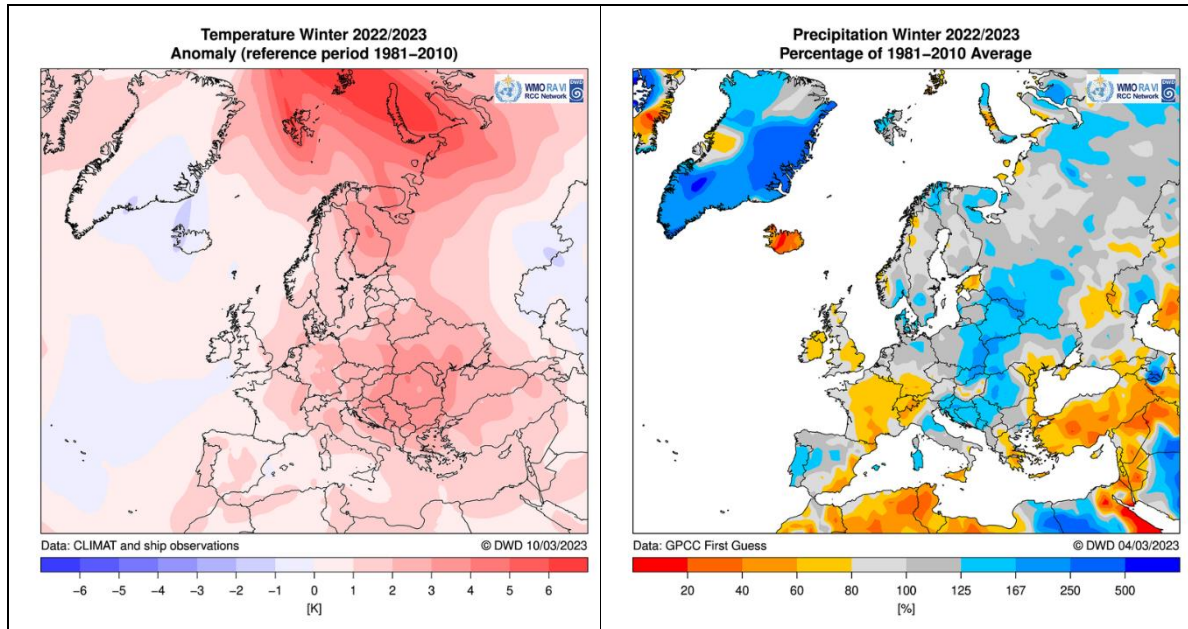 Temperature Winter 2022/2023
Anomaly (reference period 1981−2010)
WMO RA VI
RCC Network
DWD
Data: CLIMAT and ship observations
© DWD 10/03/2023
−6 −5 −4 −3 −2 −1 0 1 2 3 4 5 6
[K]
Precipitation Winter 2022/2023
Percentage of 1981−2010 Average
WMO RA VI
RCC Network
DWD
Data: GPCC First Guess
© DWD 04/03/2023
20 40 60 80 100 125 167 250 500
[%]